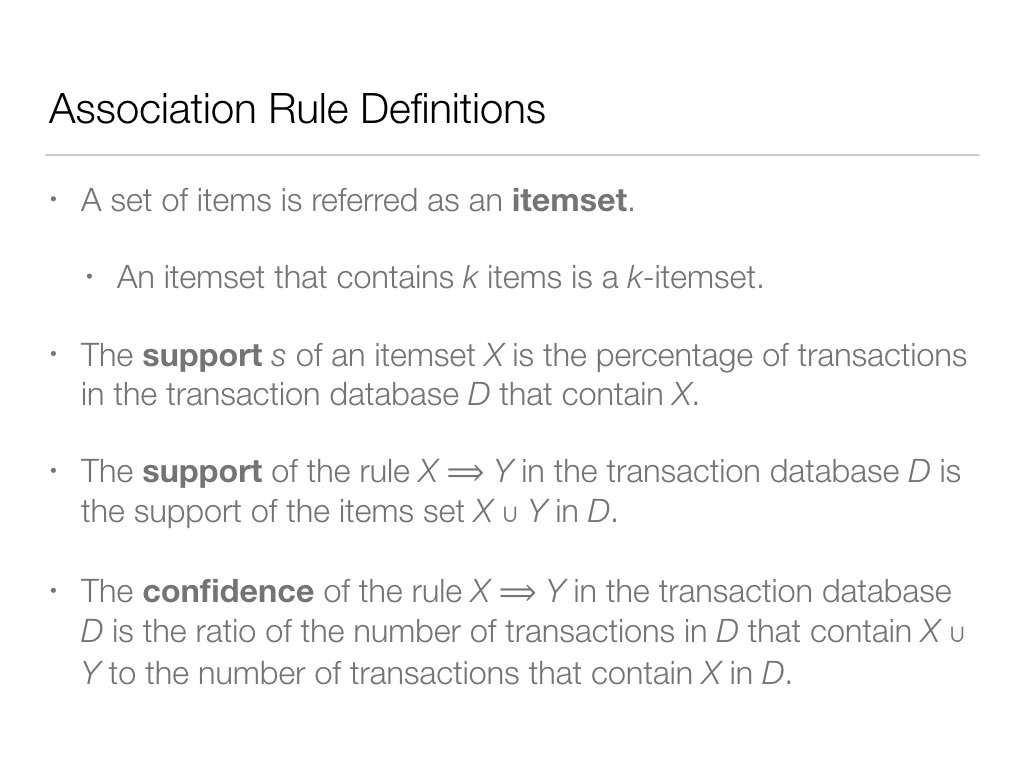 Association Rule Definitions
• A set of items is referred as an itemset.
• An itemset that contains k items is a k-itemset.
• The support s of an itemset X is the percentage of transactions
in the transaction database D that contain X.
• The support of the rule X ⟹ Y in the transaction database D is
the support of the items set X ∪ Y in D.
• The confidence of the rule X ⟹ Y in the transaction database
D is the ratio of the number of transactions in D that contain X ∪
Y to the number of transactions that contain X in D.